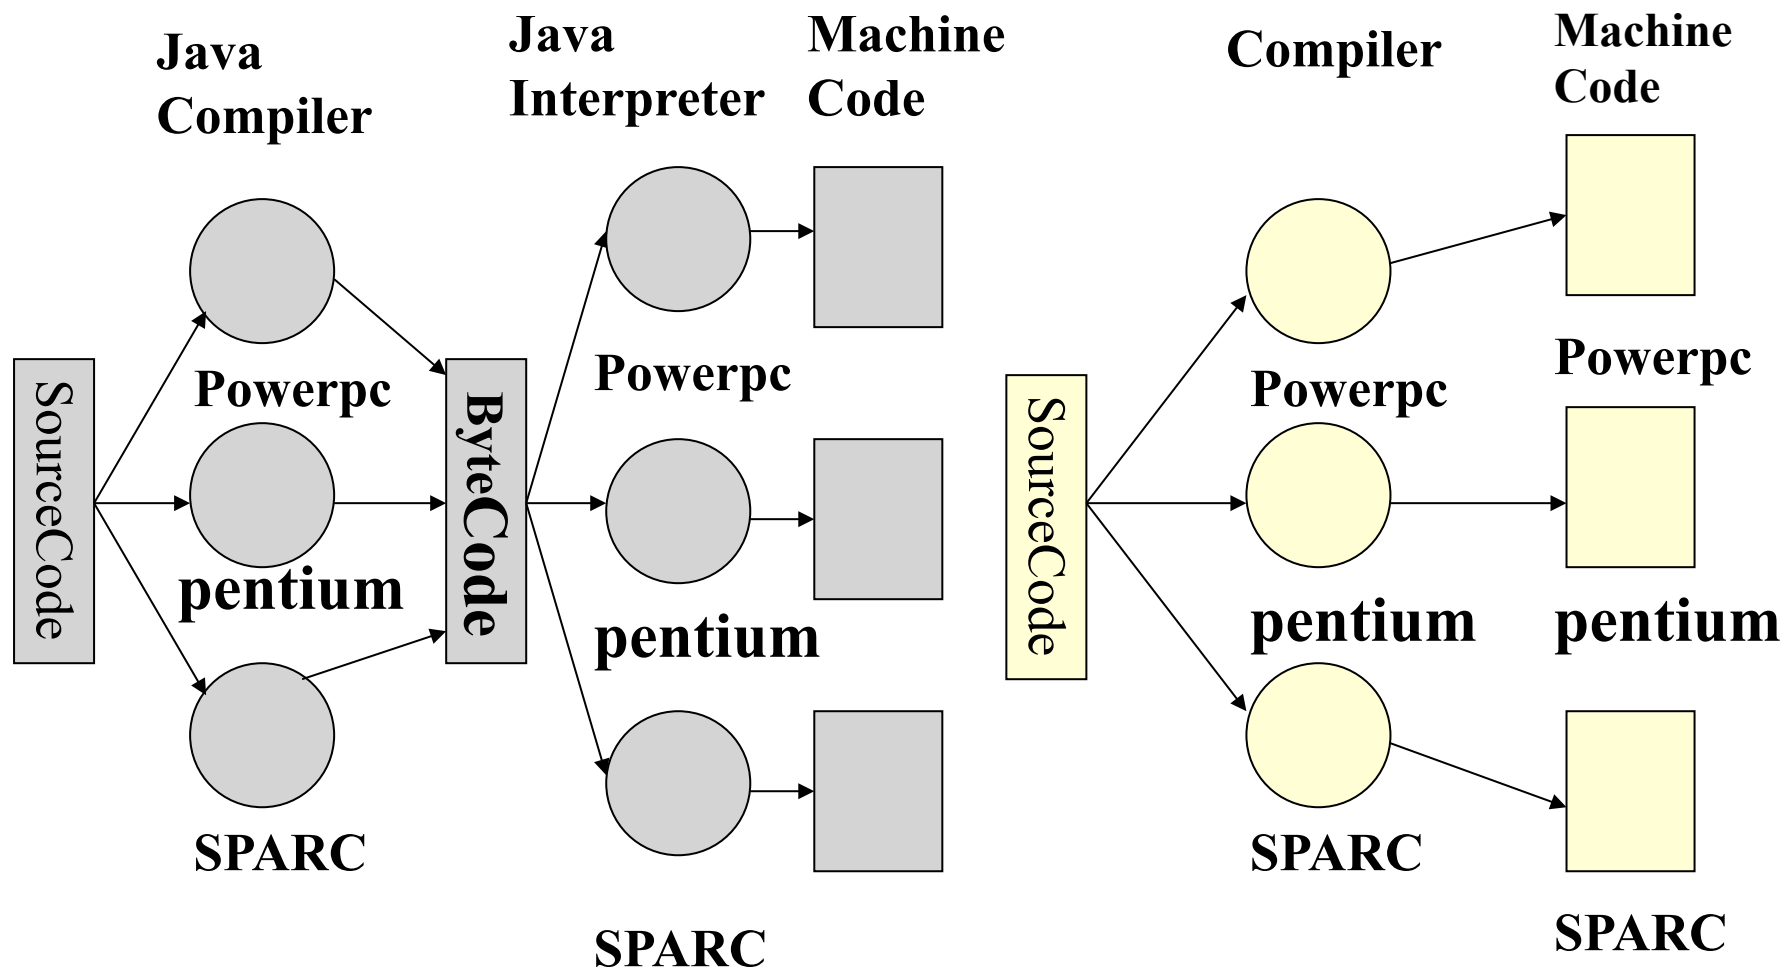 Java
Compiler
Java
Interpreter
Machine
Code
SourceCode
Powerpc
pentium
SPARC
ByteCode
Powerpc
pentium
SPARC
Compiler
Machine
Code
SourceCode
Powerpc
pentium
SPARC
Powerpc
pentium
SPARC